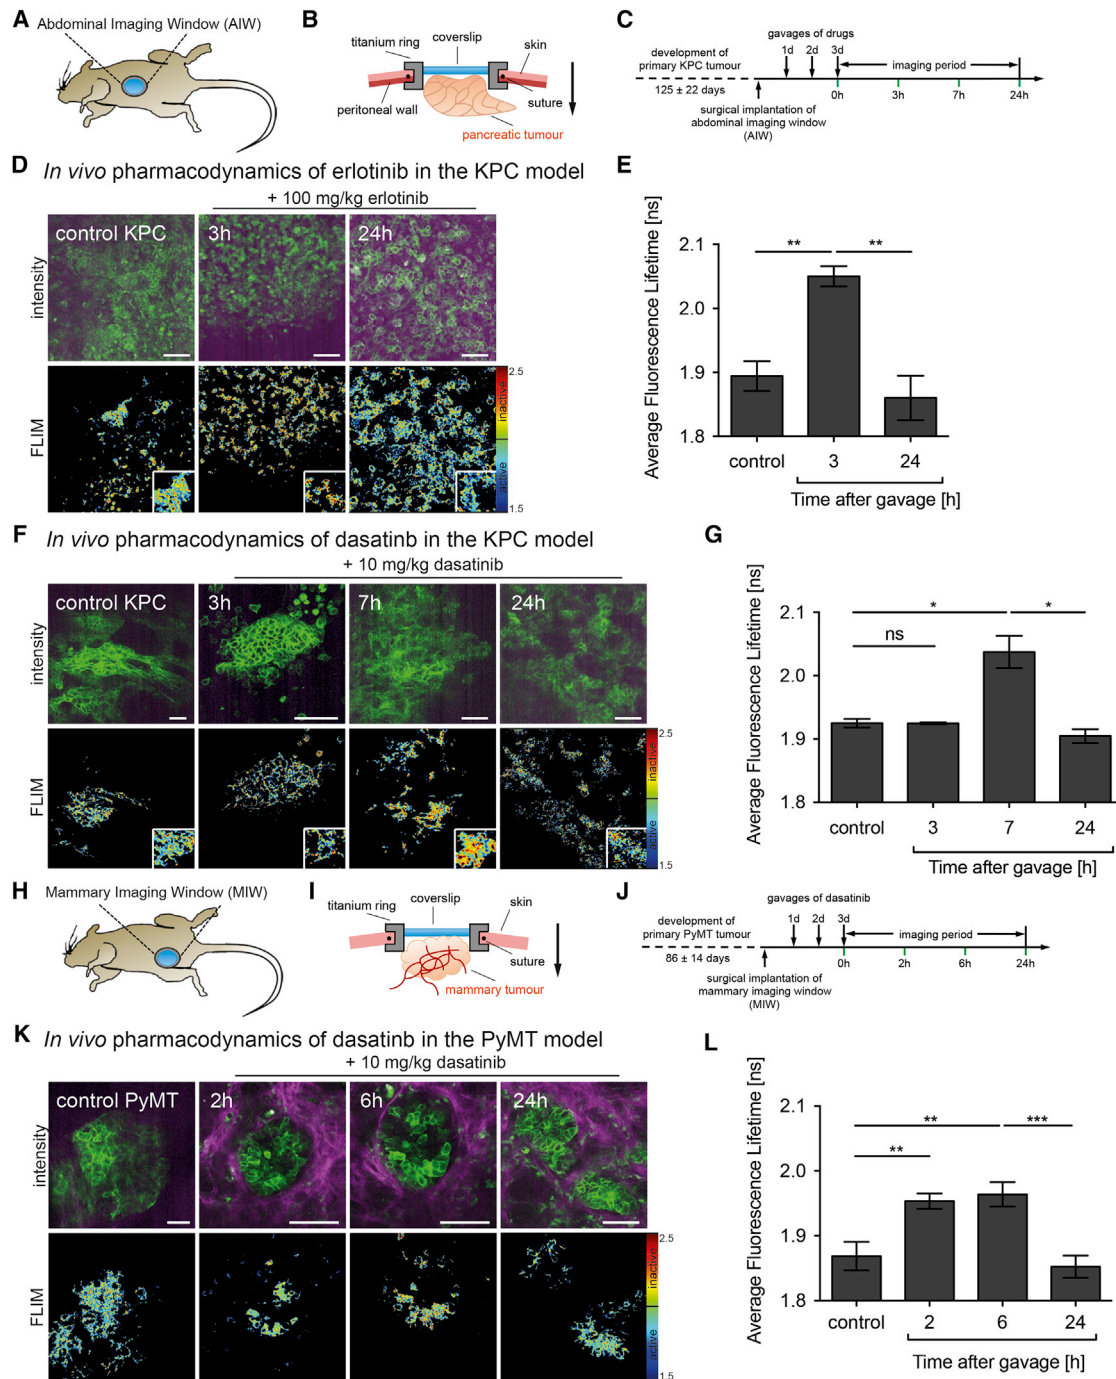 A
Abdominal Imaging Window (AIW)
B
titanium ring
coverslip
skin
peritoneal wall
suture
pancreatic tumour
C
gavages of drugs
development of
primary KPC tumour
1d 2d 3d
imaging period
125 ± 22 days
0h 3h 7h 24h
surgical implantation of
abdominal imaging window
(AIW)
D
In vivo pharmacodynamics of erlotinib in the KPC model
+ 100 mg/kg erlotinib
intensity
control KPC
3h
24h
FLIM
2.5
inactive
active
1.5
E
Average Fluorescence Lifetime [ns]
2.1
2.0
1.9
1.8
** **
control 3 24
Time after gavage [h]
F
In vivo pharmacodynamics of dasatinb in the KPC model
+ 10 mg/kg dasatinib
intensity
control KPC
3h
7h
24h
FLIM
2.5
inactive
active
1.5
G
Average Fluorescence Lifetime [ns]
2.1
2.0
1.9
1.8
* *
ns
control 3 7 24
Time after gavage [h]
H
Mammary Imaging Window (MIW)
I
titanium ring
coverslip
skin
suture
mammary tumour
J
gavages of dasatinib
development of
primary PyMT tumour
1d 2d 3d
imaging period
86 ± 14 days
0h 2h 6h 24h
surgical implantation of
mammary imaging window
(MIW)
K
In vivo pharmacodynamics of dasatinb in the PyMT model
+ 10 mg/kg dasatinib
intensity
control PyMT
2h
6h
24h
FLIM
2.5
inactive
active
1.5
L
Average Fluorescence Lifetime [ns]
2.1
2.0
1.9
1.8
** ***
**
control 2 6 24
Time after gavage [h]